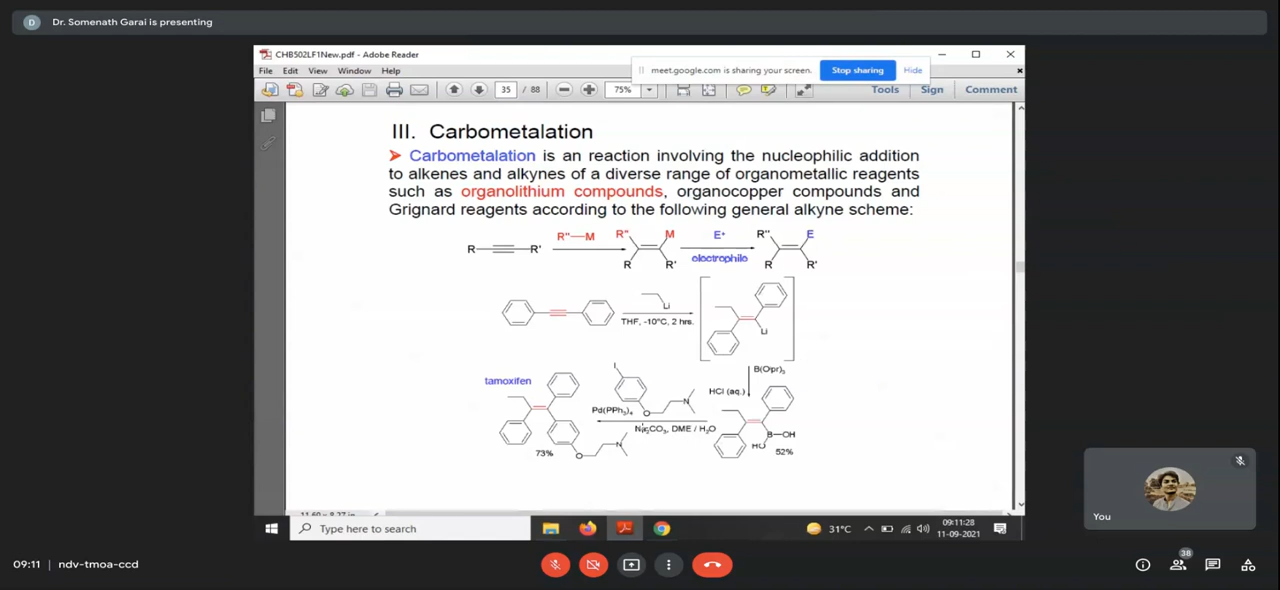 D Dr. Somenath Garai is presenting
CHB502LF1New.pdf - Adobe Reader
File Edit View Window Help
meet.google.com is sharing your screen. Stop sharing Hide
35 / 88 75% Tools Sign Comment
III. Carbometalation
Carbometalation is an reaction involving the nucleophilic addition
to alkenes and alkynes of a diverse range of organometallic reagents
such as organolithium compounds, organocopper compounds and
Grignard reagents according to the following general alkyne scheme:
R'' M R''—M E+ R'' E
R R' electrophile
R R' R R'
Li
THF, -10°C, 2 hrs.
Li
B(Oipr)3
HCl (aq.)
tamoxifen
I
N
O
Pd(PPh3)4
Na2CO3, DME / H2O
B OH
HO
52%
N
O
73%
Type here to search
31°C
09:11:28
11-09-2021
You
09:11 | ndv-tmoa-ccd
38